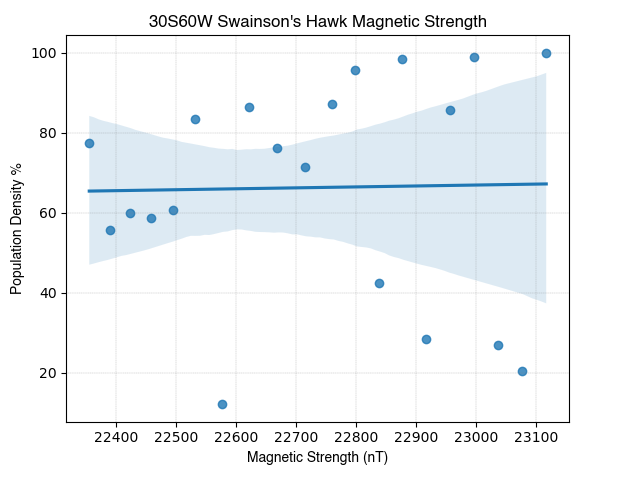 30S60W Swainson's Hawk Magnetic Strength
100
80
60
40
20
Population Density %
22400 22500 22600 22700 22800 22900 23000 23100
Magnetic Strength (nT)